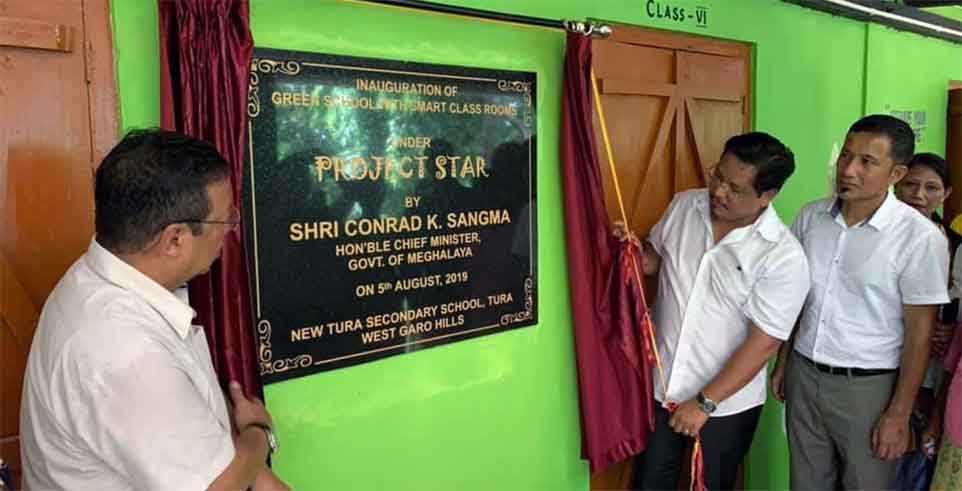 CLASS-VI
INAUGURATION OF
GREEN SCHOOL WITH SMART CLASS ROOMS
UNDER
PROJECT STAR
BY
SHRI CONRAD K. SANGMA
HON'BLE CHIEF MINISTER,
GOVT. OF MEGHALAYA
ON 5th AUGUST, 2019
NEW TURA SECONDARY SCHOOL, TURA
WEST GARO HILLS